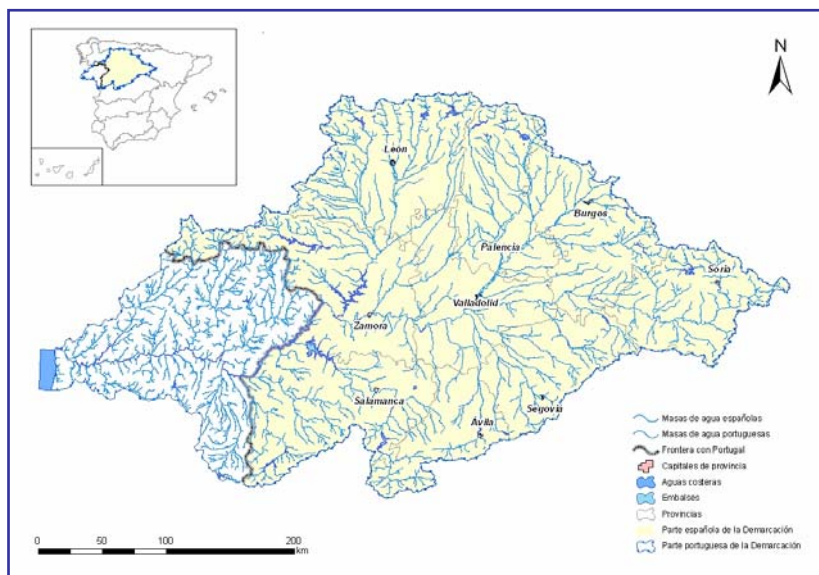 N
León
Burgos
Palencia
Soria
Valladolid
Zamora
Segovia
Salamanca
Ávila
Masas de agua españolas
Masas de agua portuguesas
Frontera con Portugal
Capitales de provincia
Aguas costeras
Embalses
Provincias
Parte española de la Demarcación
Parte portuguesa de la Demarcación
0 50 100 200
km